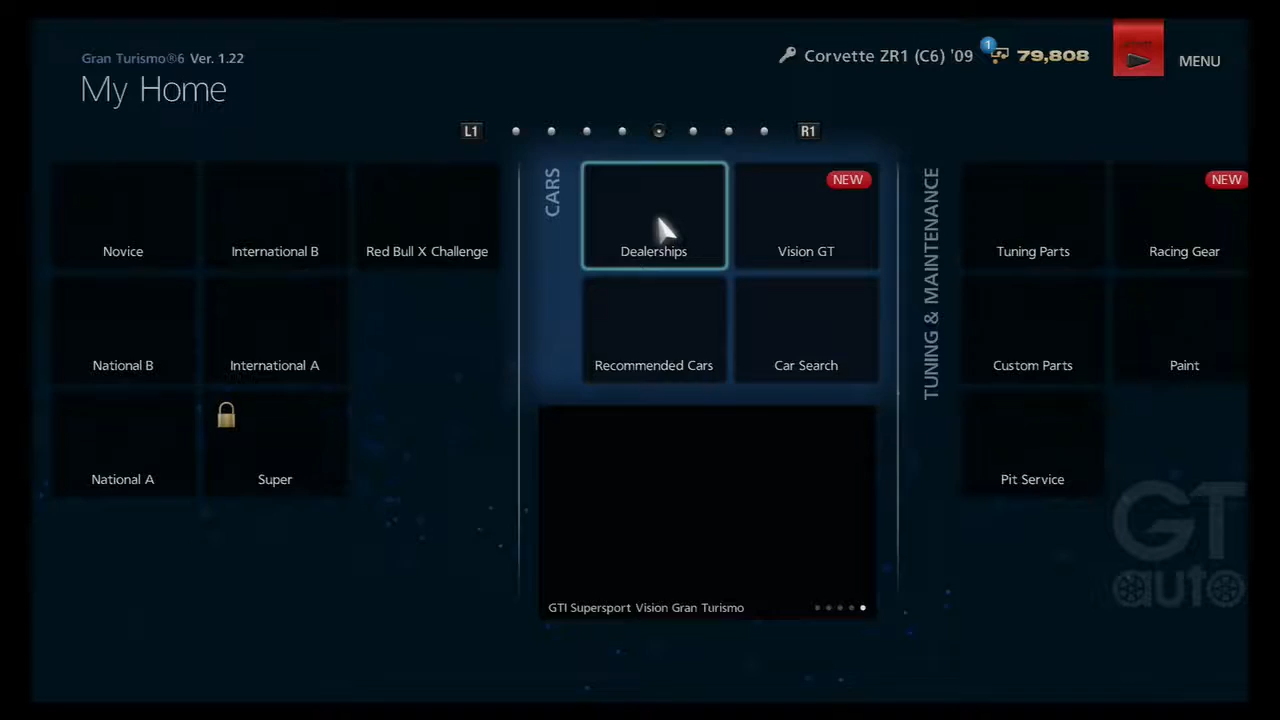 Gran Turismo®6 Ver. 1.22
My Home
Corvette ZR1 (C6) '09
1
79,808
MENU
L1
R1
Novice
International B
Red Bull X Challenge
National B
International A
National A
Super
CARS
Dealerships
NEW
Vision GT
Recommended Cars
Car Search
GTI Supersport Vision Gran Turismo
TUNING & MAINTENANCE
Tuning Parts
NEW
Racing Gear
Custom Parts
Paint
Pit Service
GT
auto